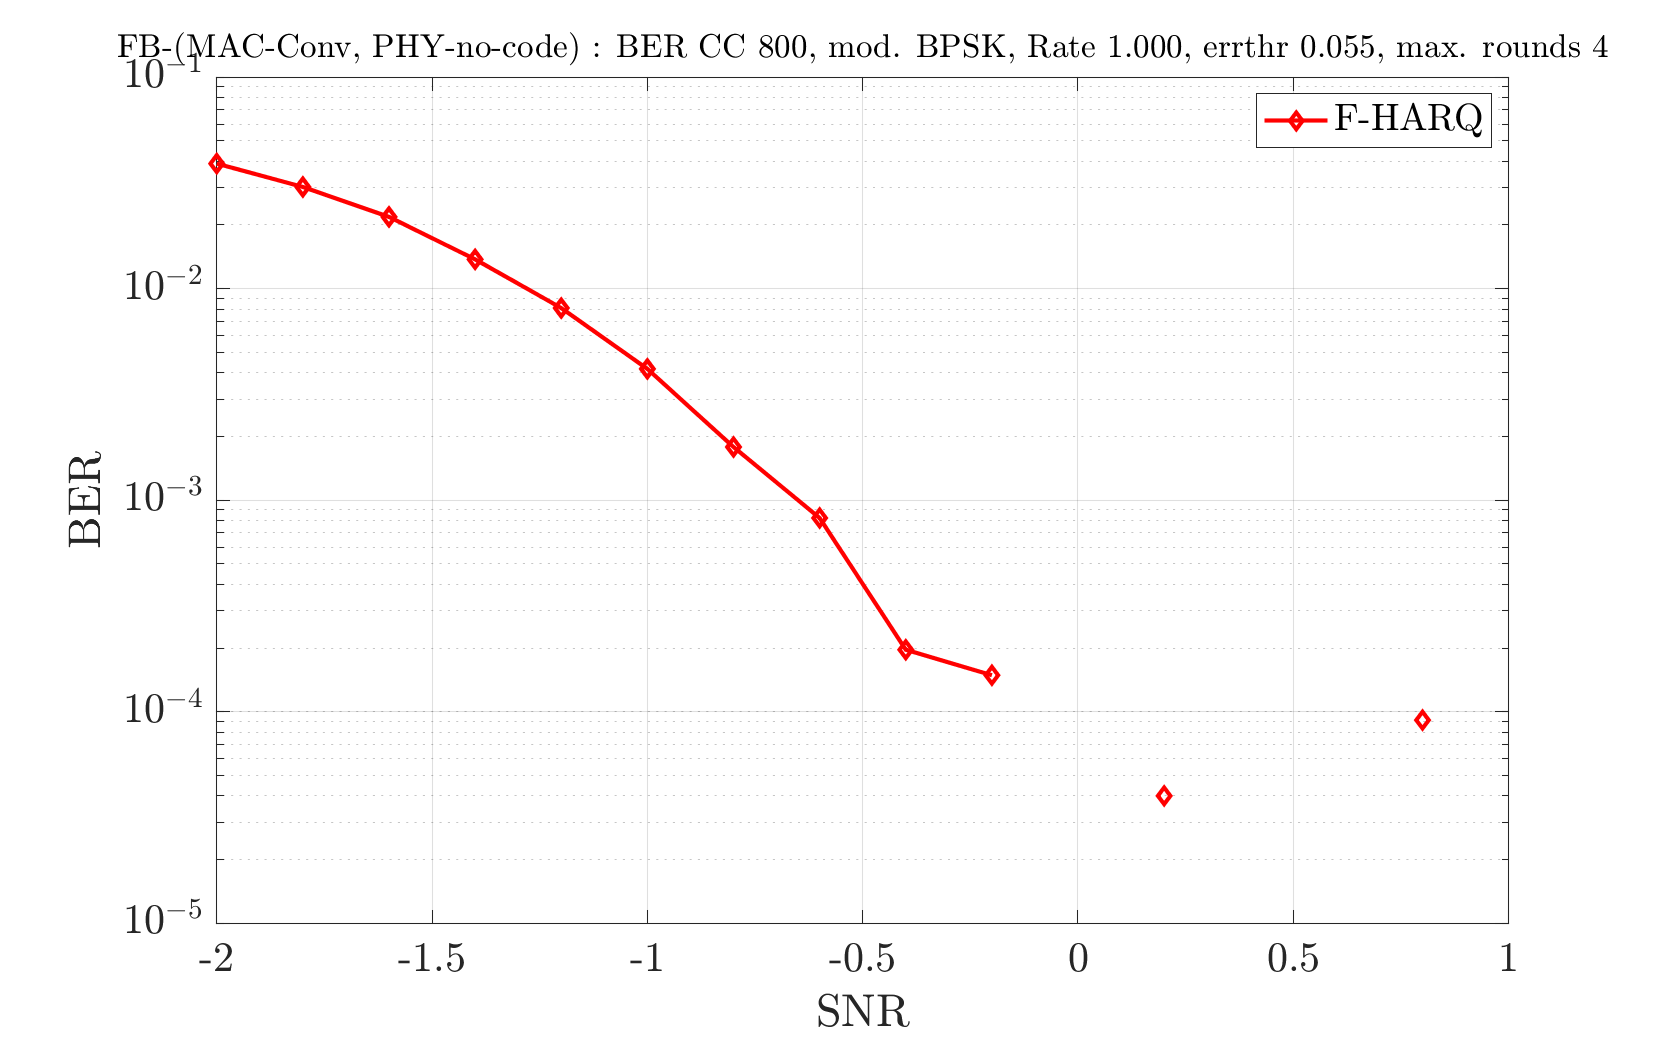 FB-(MAC-Conv, PHY-no-code) : BER CC 800, mod. BPSK, Rate 1.000, errthr 0.055, max. rounds 4
10⁻¹
F-HARQ
10⁻²
10⁻³
BER
10⁻⁴
10⁻⁵
-2 -1.5 -1 -0.5 0 0.5 1
SNR